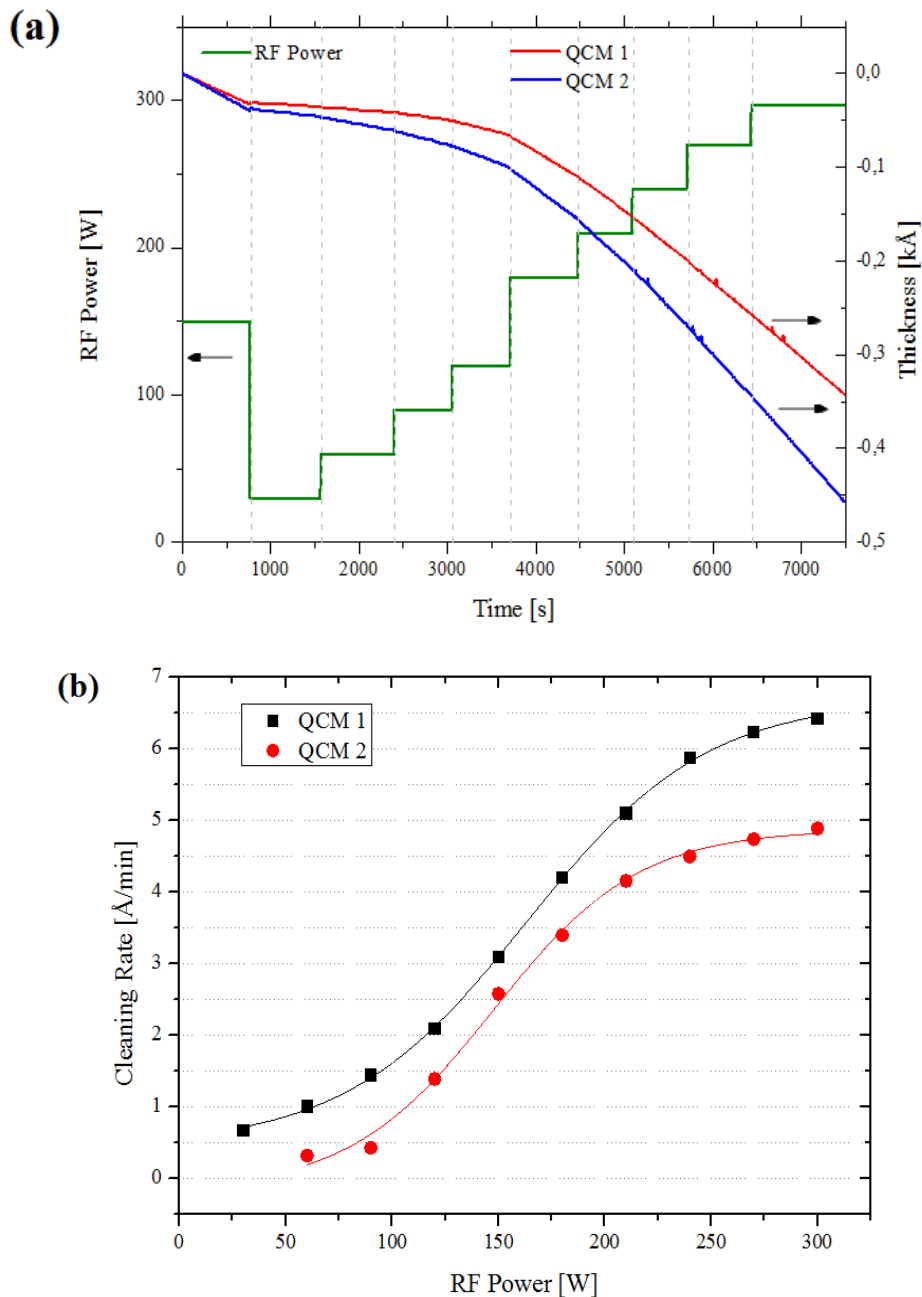 (a)
RF Power
QCM 1
QCM 2
300
200
100
0
RF Power [W]
0,0
-0,1
-0,2
-0,3
-0,4
-0,5
Thickness [kÅ]
0 1000 2000 3000 4000 5000 6000 7000
Time [s]
(b)
QCM 1
QCM 2
7
6
5
4
3
2
1
0
Cleaning Rate [Å/min]
0 50 100 150 200 250 300
RF Power [W]